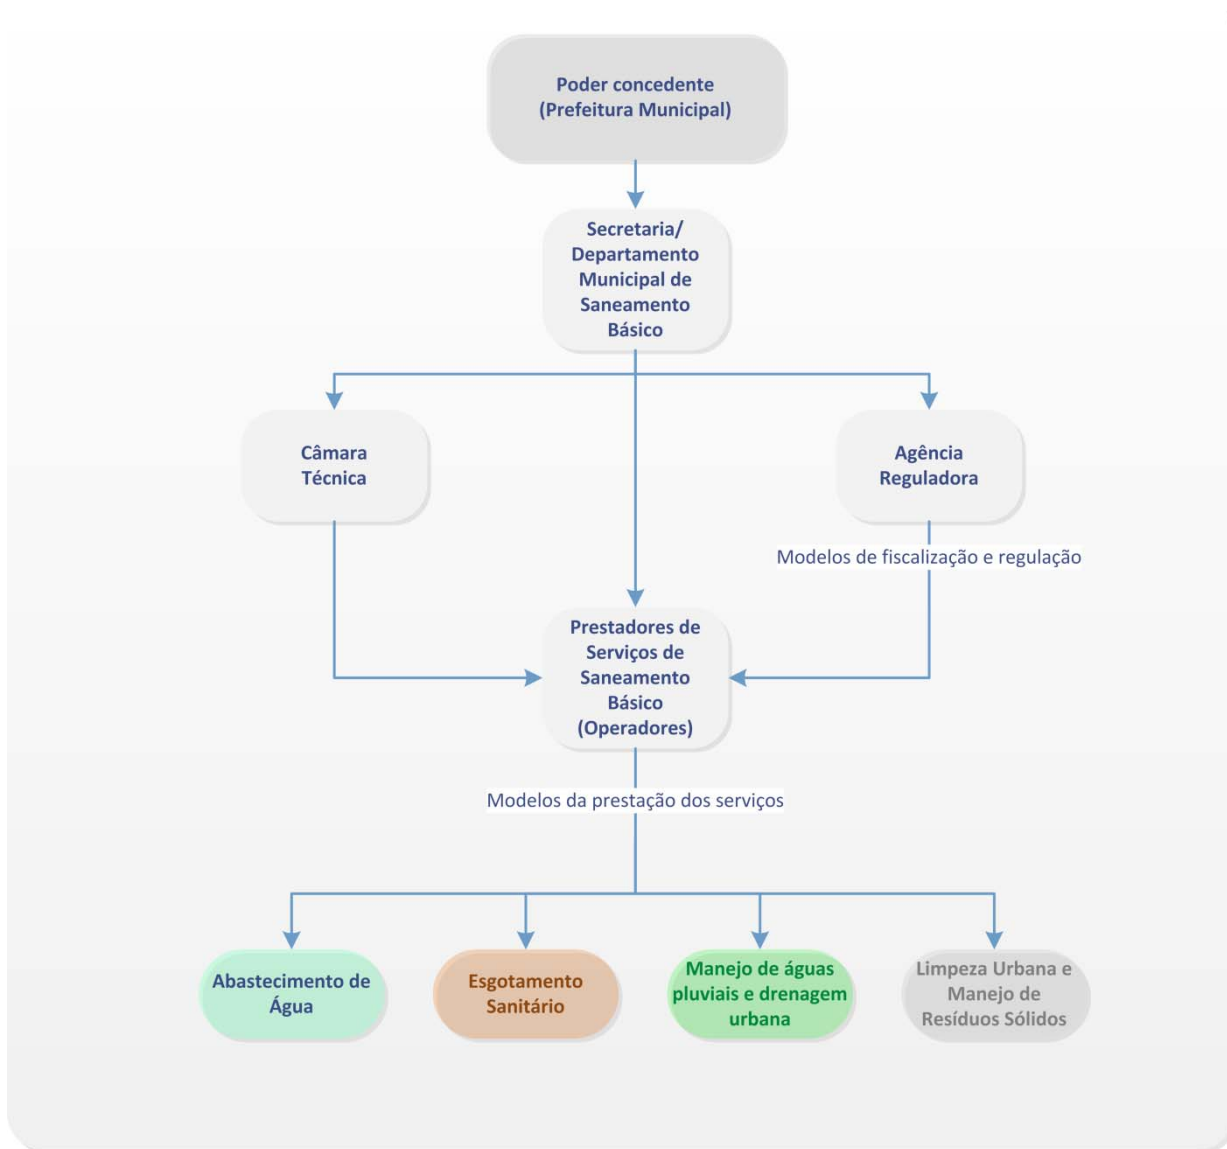 Poder concedente
(Prefeitura Municipal)
Secretaria/
Departamento
Municipal de
Saneamento
Básico
Câmara
Técnica
Agência
Reguladora
Modelos de fiscalização e regulação
Prestadores de
Serviços de
Saneamento
Básico
(Operadores)
Modelos da prestação dos serviços
Abastecimento de
Água
Esgotamento
Sanitário
Manejo de águas
pluviais e drenagem
urbana
Limpeza Urbana e
Manejo de
Resíduos Sólidos